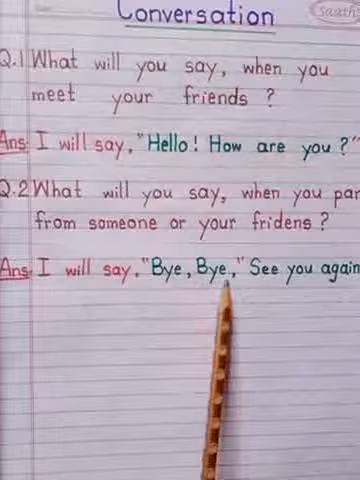 Conversation
Saath
Q.1 What will you say, when you
meet your friends ?
Ans I will say, "Hello! How are you ?"
Q.2 What will you say, when you par
from someone or your fridens ?
Ans I will say, "Bye, Bye," See you again